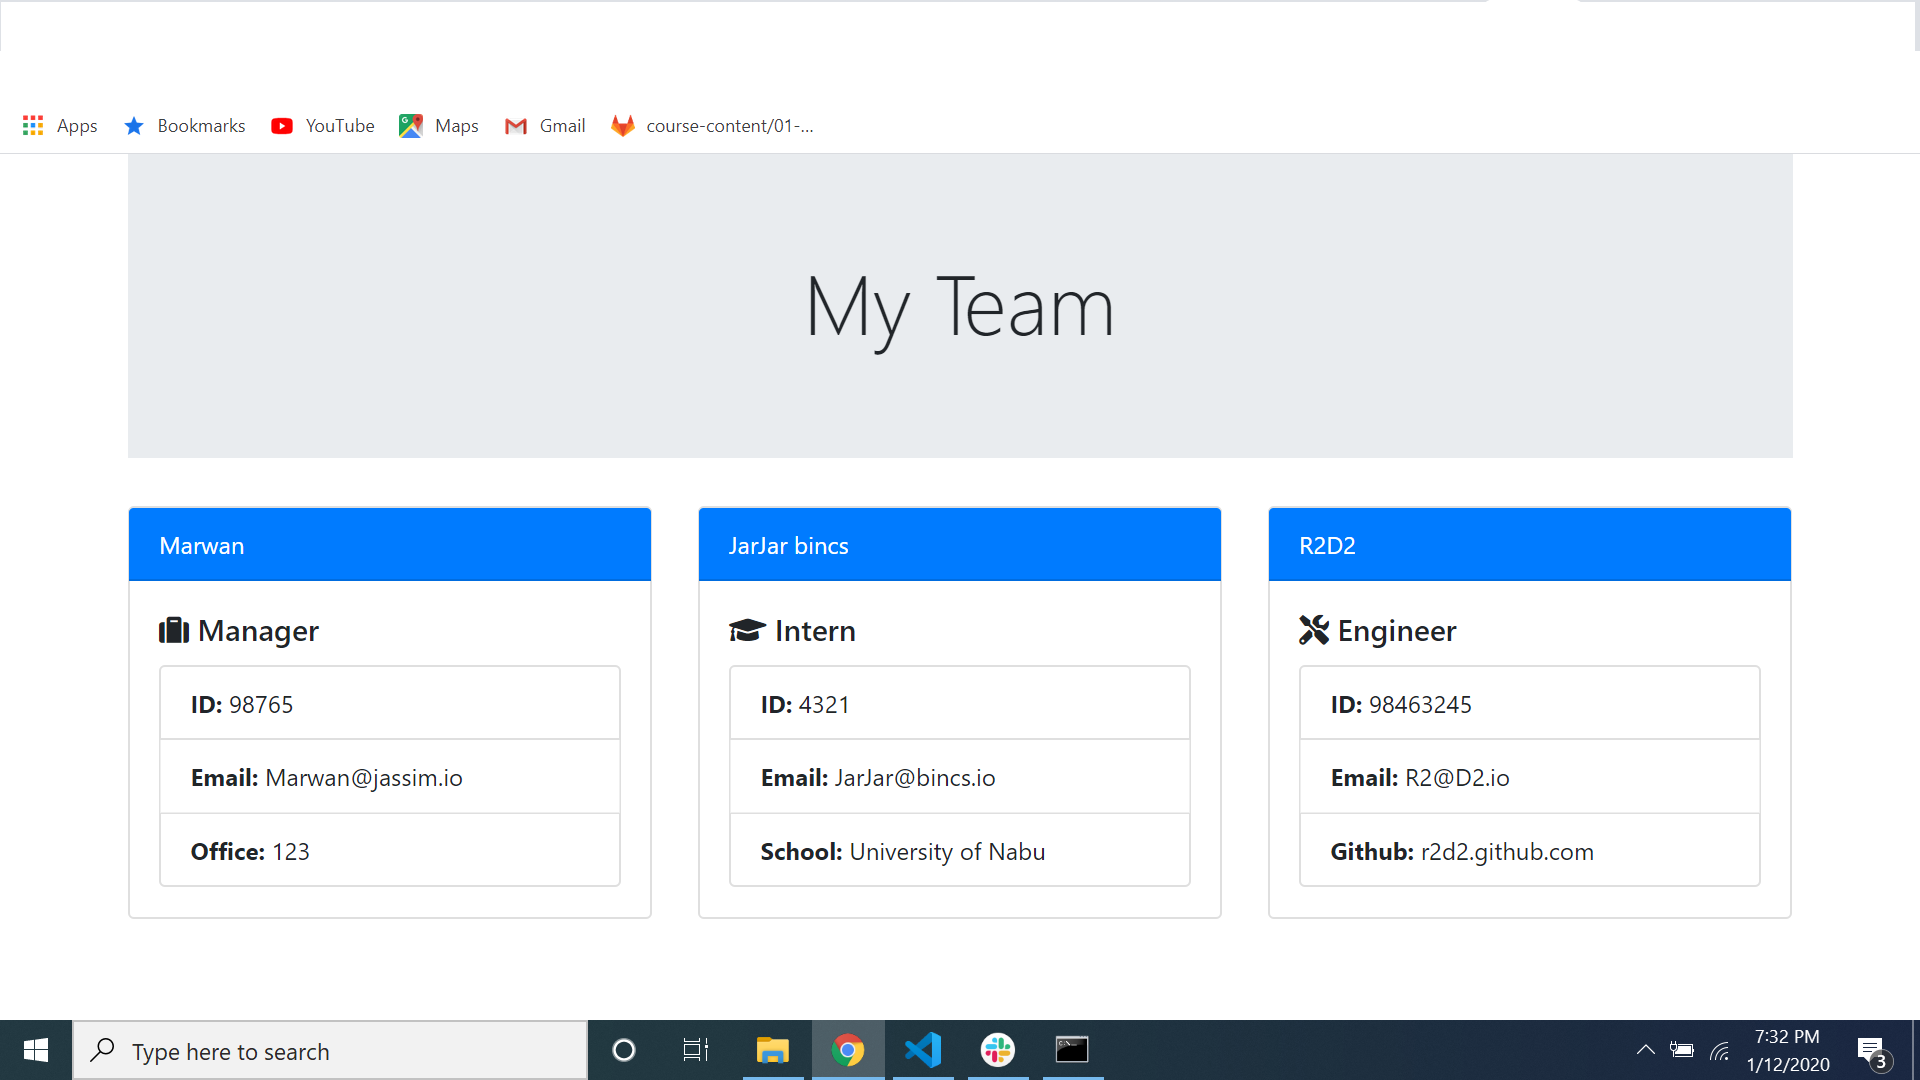 Apps Bookmarks YouTube Maps Gmail course-content/01-...
My Team
Marwan
Manager
ID: 98765
Email: Marwan@jassim.io
Office: 123
JarJar bincs
Intern
ID: 4321
Email: JarJar@bincs.io
School: University of Nabu
R2D2
Engineer
ID: 98463245
Email: R2@D2.io
Github: r2d2.github.com
Type here to search
7:32 PM
1/12/2020
3